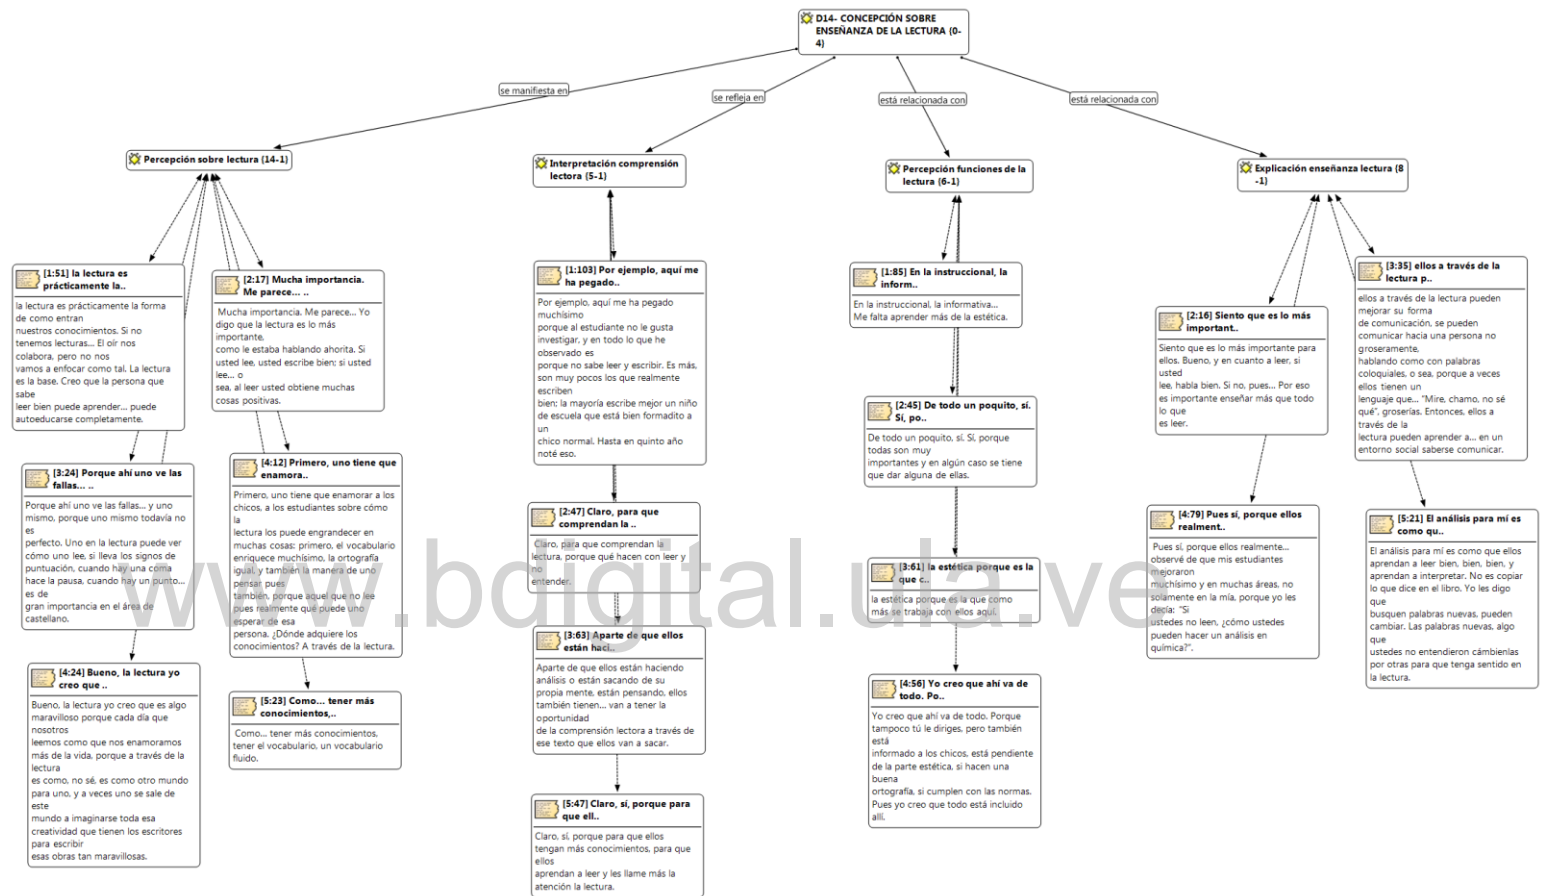 D14- CONCEPCIÓN SOBRE
ENSEÑANZA DE LA LECTURA (0-
4)
se manifiesta en
se refleja en
está relacionada con
está relacionada con
Percepción sobre lectura (14-1)
Interpretación comprensión
lectora (5-1)
Percepción funciones de la
lectura (6-1)
Explicación enseñanza lectura (8
-1)
[1:51] la lectura es
prácticamente la..
la lectura es prácticamente la forma
de como entran
nuestros conocimientos. Si no
tenemos lecturas... El oír nos
colabora, pero no nos
vamos a enfocar como tal. La lectura
es la base. Creo que la persona que
sabe
leer bien puede aprender... puede
autoeducarse completamente.
[3:24] Porque ahí uno ve las
fallas... ..
Porque ahí uno ve las fallas... y uno
mismo, porque uno mismo todavía no
es
perfecto. Uno en la lectura puede ver
cómo uno lee, si lleva los signos de
puntuación, cuando hay una coma
hace la pausa, cuando hay un punto...
es de
gran importancia en el área de
castellano.
[4:24] Bueno, la lectura yo
creo que ..
Bueno, la lectura yo creo que es algo
maravilloso porque cada día que
nosotros
leemos como que nos enamoramos
más de la vida, porque a través de la
lectura
es como, no sé, es como otro mundo
para uno, y a veces uno se sale de
este
mundo a imaginarse toda esa
creatividad que tienen los escritores
para escribir
esas obras tan maravillosas.
[2:17] Mucha importancia.
Me parece... ..
Mucha importancia. Me parece... Yo
digo que la lectura es lo más
importante,
como le estaba hablando ahorita. Si
usted lee, usted escribe bien; si usted
lee... o
sea, al leer usted obtiene muchas
cosas positivas.
[4:12] Primero, uno tiene que
enamora..
Primero, uno tiene que enamorar a los
chicos, a los estudiantes sobre cómo
la
lectura los puede engrandecer en
muchas cosas: primero, el vocabulario
enriquece muchísimo, la ortografía
igual, y también la manera de uno
pensar pues
también, porque aquel que no lee
pues realmente qué puede uno
esperar de esa
persona. ¿Dónde adquiere los
conocimientos? A través de la lectura.
[5:23] Como... tener más
conocimientos,..
Como... tener más conocimientos,
tener el vocabulario, un vocabulario
fluido.
[1:103] Por ejemplo, aquí me
ha pegado..
Por ejemplo, aquí me ha pegado
muchísimo
porque al estudiante no le gusta
investigar, y en todo lo que he
observado es
porque no sabe leer y escribir. Es más,
son muy pocos los que realmente
escriben
bien; la mayoría escribe mejor un niño
de escuela que está bien formadito a
un
chico normal. Hasta en quinto año
noté eso.
[2:47] Claro, para que
comprendan la ..
Claro, para que comprendan la
lectura, porque qué hacen con leer y
no
entender.
[3:63] Aparte de que ellos
están haci..
Aparte de que ellos están haciendo
análisis o están sacando de su
propia mente, están pensando, ellos
también tienen... van a tener la
oportunidad
de la comprensión lectora a través de
ese texto que ellos van a sacar.
[5:47] Claro, sí, porque para
que ell..
Claro, sí, porque para que ellos
tengan más conocimientos, para que
ellos
aprendan a leer y les llame más la
atención la lectura.
[1:85] En la instruccional, la
inform..
En la instruccional, la informativa...
Me falta aprender más de la estética.
[2:45] De todo un poquito, sí.
Sí, po..
De todo un poquito, sí. Sí, porque
todas son muy
importantes y en algún caso se tiene
que dar alguna de ellas.
[3:61] la estética porque es la
que c..
la estética porque es la que como
más se trabaja con ellos aquí.
[4:56] Yo creo que ahí va de
todo. Po..
Yo creo que ahí va de todo. Porque
tampoco tú le diriges, pero también
está
informado a los chicos, está pendiente
de la parte estética, si hacen una
buena
ortografía, si cumplen con las normas.
Pues yo creo que todo está incluido
allí.
[2:16] Siento que es lo más
important..
Siento que es lo más importante para
ellos. Bueno, y en cuanto a leer, si
usted
lee, habla bien. Si no, pues... Por eso
es importante enseñar más que todo
lo que
es leer.
[4:79] Pues sí, porque ellos
realment..
Pues sí, porque ellos realmente...
observé de que mis estudiantes
mejoraron
muchísimo y en muchas áreas, no
solamente en la mía, porque yo les
decía: "Si
ustedes no leen, ¿cómo ustedes
pueden hacer un análisis en
química?".
[3:35] ellos a través de la
lectura p..
ellos a través de la lectura pueden
mejorar su forma
de comunicación, se pueden
comunicar hacia una persona no
groseramente,
hablando como con palabras
coloquiales, o sea, porque a veces
ellos tienen un
lenguaje que... "Mire, chamo, no sé
qué", groserías. Entonces, ellos a
través de la
lectura pueden aprender a... en un
entorno social saberse comunicar.
[5:21] El análisis para mí es
como qu..
El análisis para mí es como que ellos
aprendan a leer bien, bien, bien, y
aprendan a interpretar. No es copiar
lo que dice en el libro. Yo les digo
que
busquen palabras nuevas, pueden
cambiar. Las palabras nuevas, algo
que
ustedes no entendieron cámbienlas
por otras para que tenga sentido en
la lectura.
www.bdigital.ula.ve